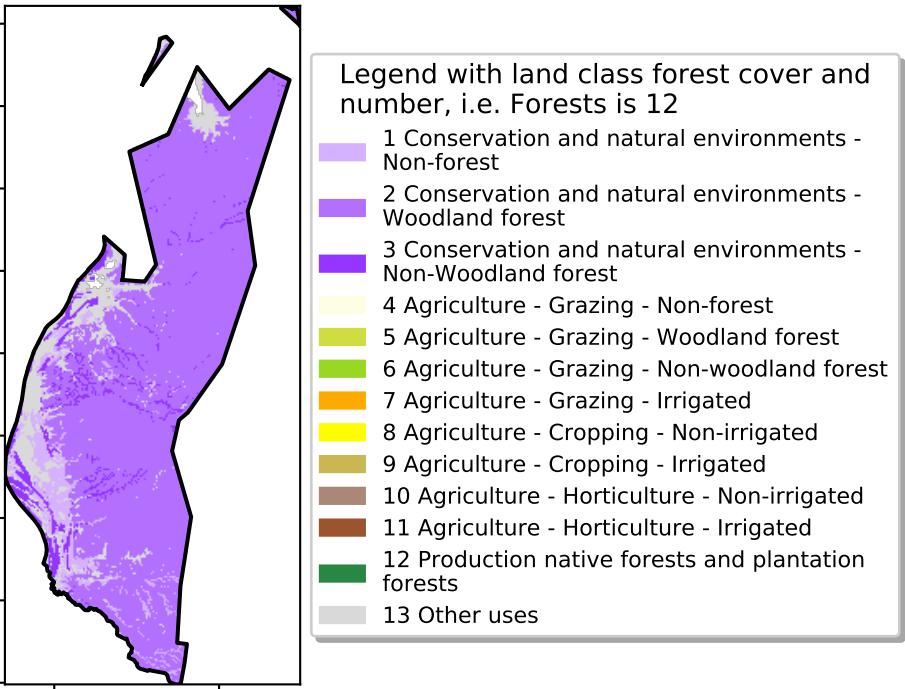 Legend with land class forest cover and
number, i.e. Forests is 12
1 Conservation and natural environments -
Non-forest
2 Conservation and natural environments -
Woodland forest
3 Conservation and natural environments -
Non-Woodland forest
4 Agriculture - Grazing - Non-forest
5 Agriculture - Grazing - Woodland forest
6 Agriculture - Grazing - Non-woodland forest
7 Agriculture - Grazing - Irrigated
8 Agriculture - Cropping - Non-irrigated
9 Agriculture - Cropping - Irrigated
10 Agriculture - Horticulture - Non-irrigated
11 Agriculture - Horticulture - Irrigated
12 Production native forests and plantation
forests
13 Other uses